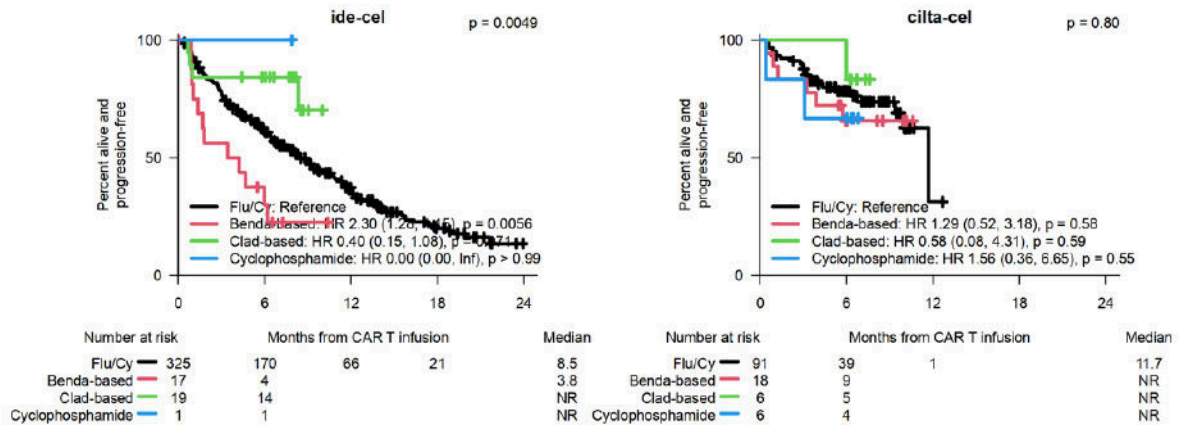 ide-cel
p = 0.0049
Percent alive and
progression-free
100
50
0
Flu/Cy: Reference
Benda-based: HR 2.30 (1.28, p = 0.0056
Clad-based: HR 0.40 (0.15, 1.08), p =
Cyclophosphamide: HR 0.00 (0.00, Inf), p > 0.99
0 6 12 18 24
Number at risk Months from CAR T infusion Median
Flu/Cy 325 170 66 21 8.5
Benda-based 17 4 3.8
Clad-based 19 14 NR
Cyclophosphamide 1 1 NR
cilta-cel
p = 0.80
Percent alive and
progression-free
100
50
0
Flu/Cy: Reference
Benda-based: HR 1.29 (0.52, 3.18), p = 0.58
Clad-based: HR 0.58 (0.08, 4.31), p = 0.59
Cyclophosphamide: HR 1.56 (0.36, 6.65), p = 0.55
0 6 12 18 24
Number at risk Months from CAR T infusion Median
Flu/Cy 91 39 1 11.7
Benda-based 18 9 NR
Clad-based 6 5 NR
Cyclophosphamide 6 4 NR